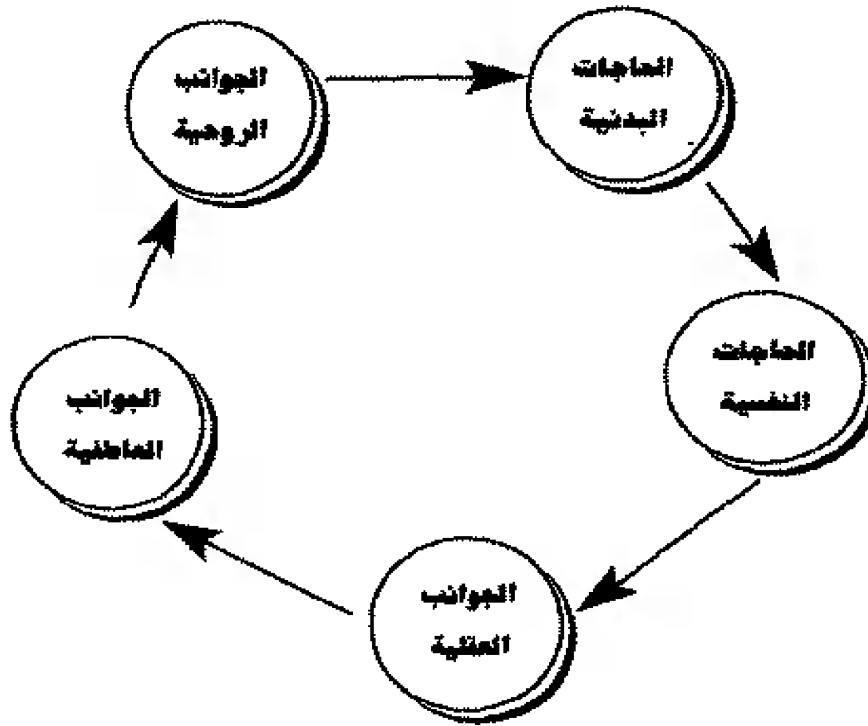 الحاجات
البدنية
الحاجات
النفسية
الجوانب
العقلية
الجوانب
العاطفية
الجوانب
الروحية